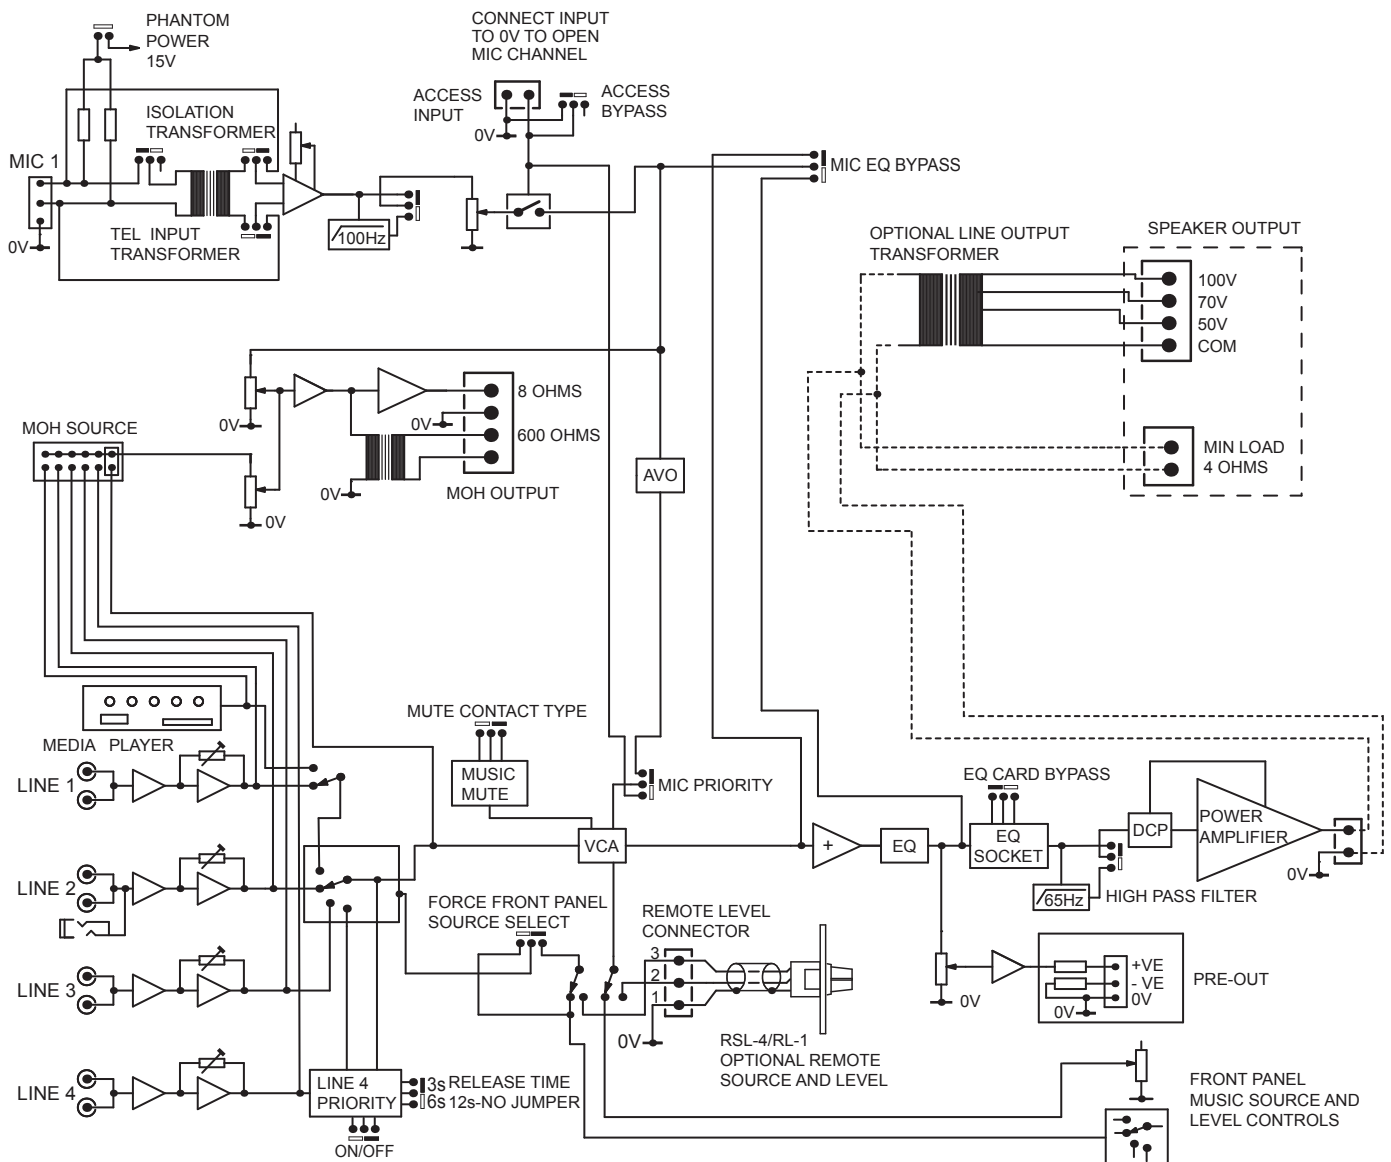 PHANTOM
POWER
15V
CONNECT INPUT
TO 0V TO OPEN
MIC CHANNEL
ACCESS
INPUT
0V
ACCESS
BYPASS
ISOLATION
TRANSFORMER
MIC 1
0V
TEL INPUT
TRANSFORMER
100Hz
MIC EQ BYPASS
OPTIONAL LINE OUTPUT
TRANSFORMER
SPEAKER OUTPUT
100V
70V
50V
COM
MIN LOAD
4 OHMS
8 OHMS
0V
0V
600 OHMS
MOH SOURCE
0V
0V
MOH OUTPUT
AVO
MEDIA PLAYER
LINE 1
LINE 2
LINE 3
LINE 4
MUTE CONTACT TYPE
MUSIC
MUTE
MIC PRIORITY
VCA
+
EQ
EQ CARD BYPASS
EQ
SOCKET
DCP
POWER
AMPLIFIER
0V
65Hz
HIGH PASS FILTER
FORCE FRONT PANEL
SOURCE SELECT
REMOTE LEVEL
CONNECTOR
3
2
1
0V
RSL-4/RL-1
OPTIONAL REMOTE
SOURCE AND LEVEL
0V
+VE
- VE
0V
0V
PRE-OUT
LINE 4
PRIORITY
3s RELEASE TIME
6s 12s-NO JUMPER
ON/OFF
FRONT PANEL
MUSIC SOURCE AND
LEVEL CONTROLS